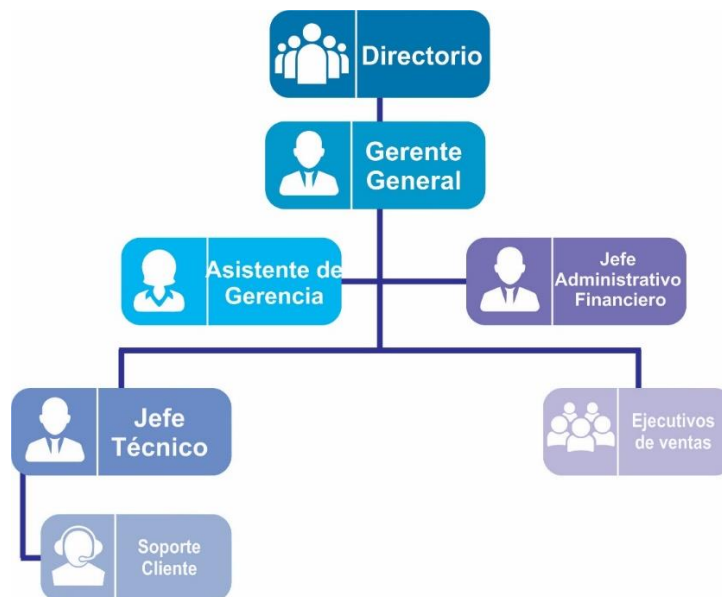 Directorio
Gerente
General
Asistente de
Gerencia
Jefe
Administrativo
Financiero
Jefe
Técnico
Ejecutivos
de ventas
Soporte
Cliente